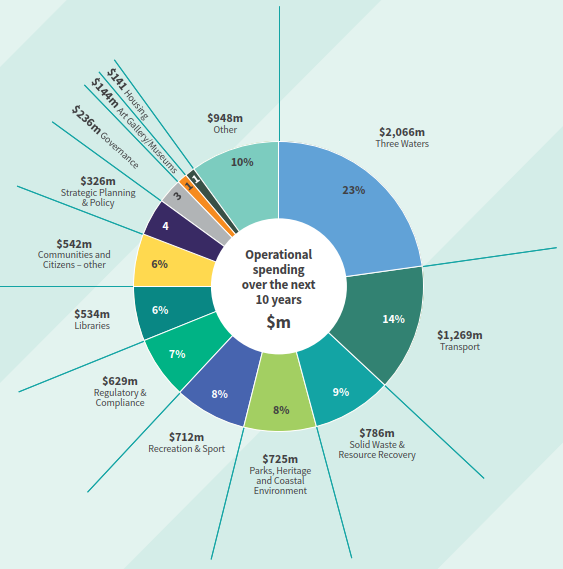 Operational
spending
over the next
10 years
$m
$2,066m
Three Waters
23%
$1,269m
Transport
14%
$786m
Solid Waste &
Resource Recovery
9%
$725m
Parks, Heritage
and Coastal
Environment
8%
$712m
Recreation & Sport
8%
$629m
Regulatory &
Compliance
7%
$534m
Libraries
6%
$542m
Communities and
Citizens – other
6%
$326m
Strategic Planning
& Policy
4
$236m Governance
3
$144m Art Gallery/Museums
1
$141 Housing
1
$948m
Other
10%